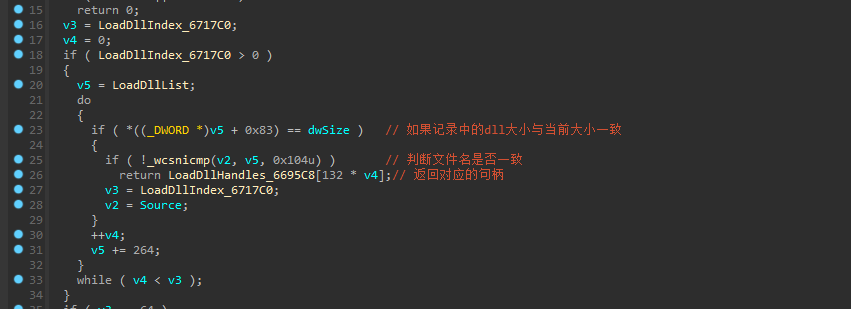 15 return 0;
16 v3 = LoadDllIndex_6717C0;
17 v4 = 0;
18 if ( LoadDllIndex_6717C0 > 0 )
19 {
20 v5 = LoadDllList;
21 do
22 {
23 if ( *((_DWORD *)v5 + 0x83) == dwSize ) // 如果记录中的dll大小与当前大小一致
24 {
25 if ( !_wcsnicmp(v2, v5, 0x104u) ) // 判断文件名是否一致
26 return LoadDllHandles_6695C8[132 * v4];// 返回对应的句柄
27 v3 = LoadDllIndex_6717C0;
28 v2 = Source;
29 }
30 ++v4;
31 v5 += 264;
32 }
33 while ( v4 < v3 );
34 }